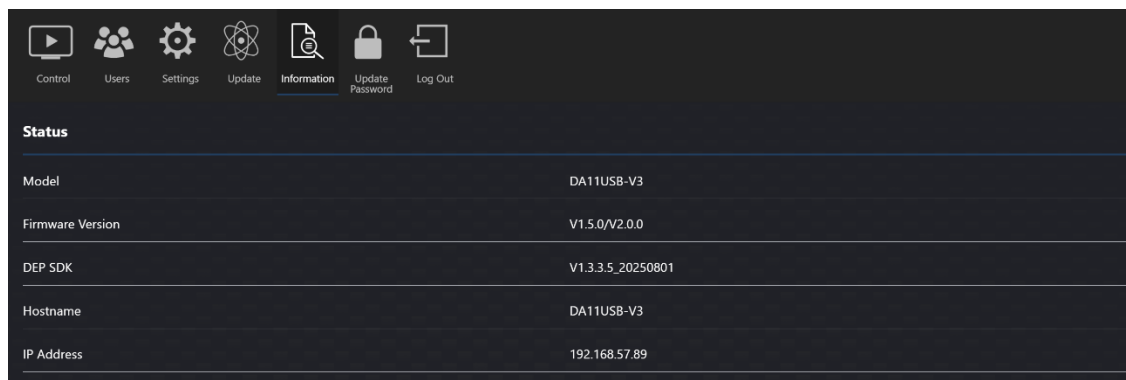 Control
Users
Settings
Update
Information
Update
Password
Log Out
Status
Model DA11USB-V3
Firmware Version V1.5.0/V2.0.0
DEP SDK V1.3.3.5_20250801
Hostname DA11USB-V3
IP Address 192.168.57.89